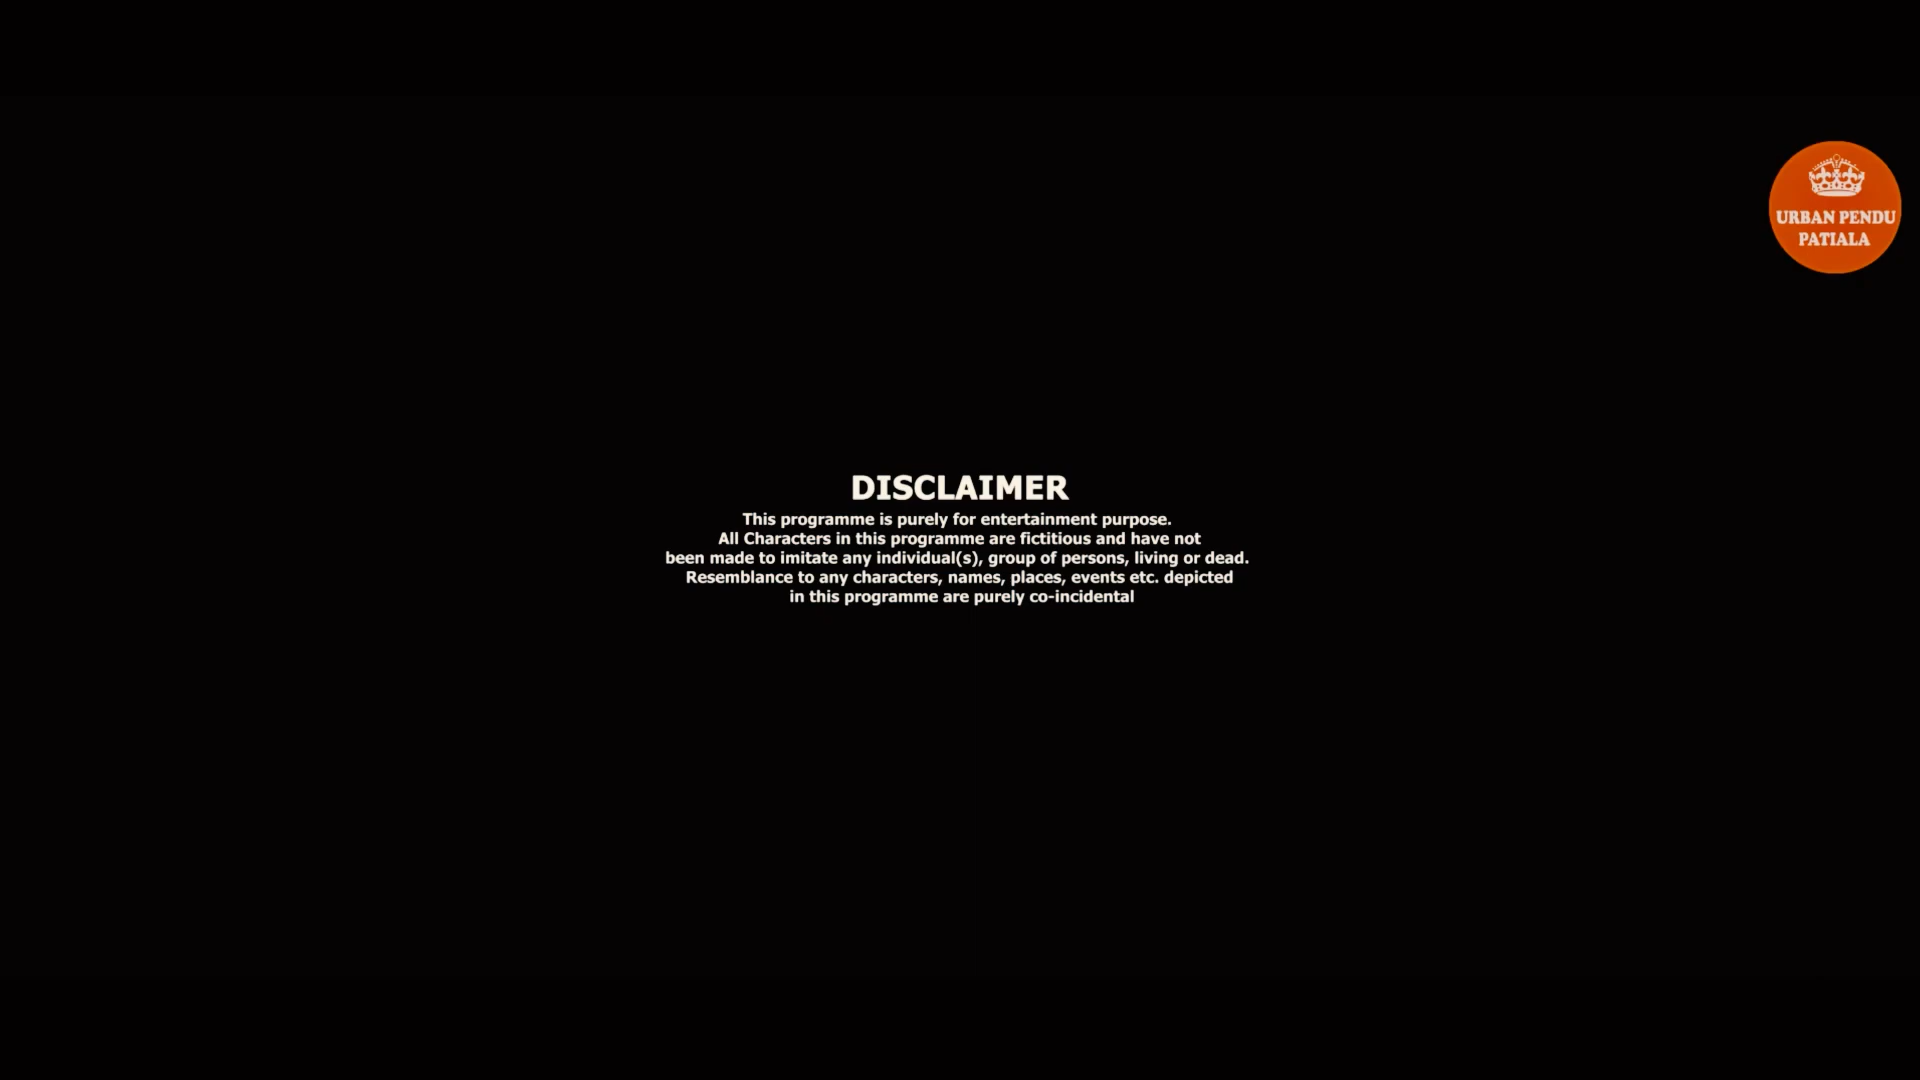 URBAN PENDU
PATIALA
DISCLAIMER
This programme is purely for entertainment purpose.
All Characters in this programme are fictitious and have not
been made to imitate any individual(s), group of persons, living or dead.
Resemblance to any characters, names, places, events etc. depicted
in this programme are purely co-incidental